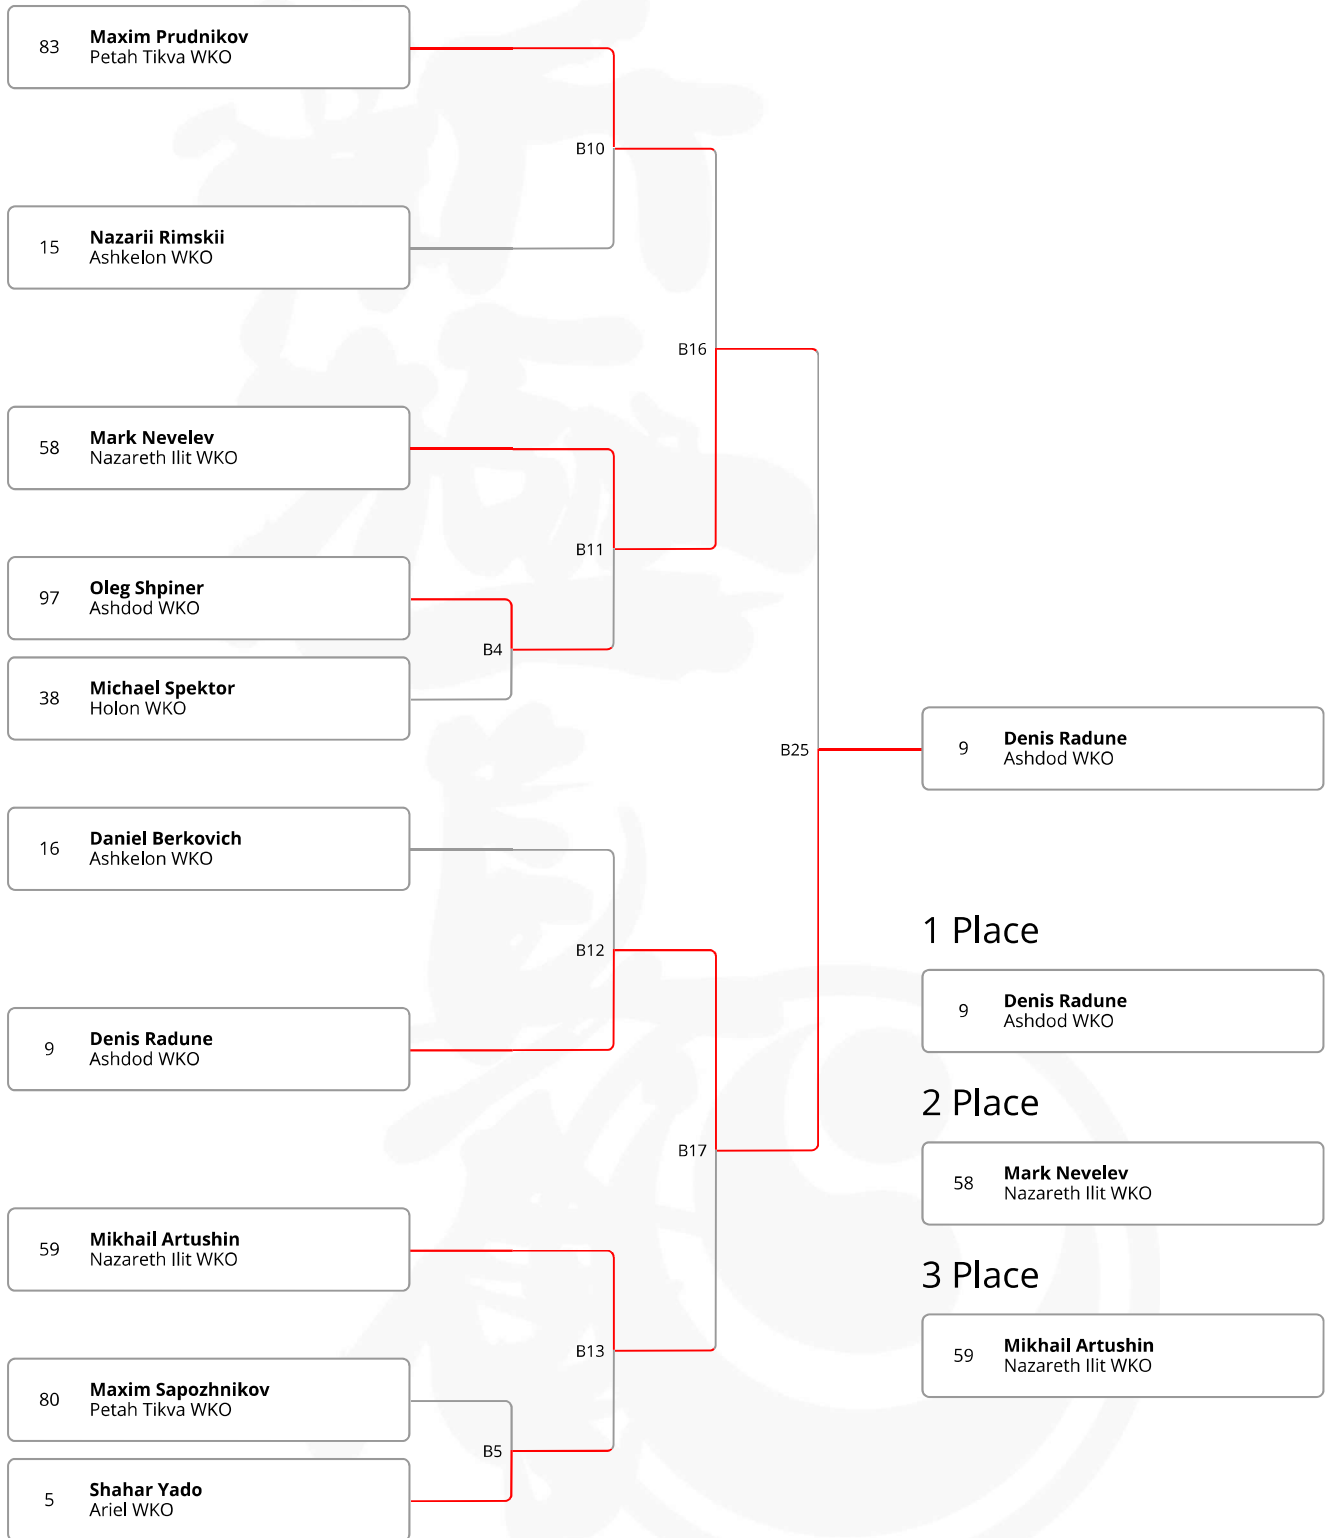 83
Maxim Prudnikov
Petah Tikva WKO
B10
15
Nazarii Rimskii
Ashkelon WKO
B16
58
Mark Nevelev
Nazareth Ilit WKO
B11
97
Oleg Shpiner
Ashdod WKO
B4
38
Michael Spektor
Holon WKO
B25
9
Denis Radune
Ashdod WKO
16
Daniel Berkovich
Ashkelon WKO
B12
9
Denis Radune
Ashdod WKO
B17
59
Mikhail Artushin
Nazareth Ilit WKO
B13
80
Maxim Sapozhnikov
Petah Tikva WKO
B5
5
Shahar Yado
Ariel WKO
1 Place
9
Denis Radune
Ashdod WKO
2 Place
58
Mark Nevelev
Nazareth Ilit WKO
3 Place
59
Mikhail Artushin
Nazareth Ilit WKO